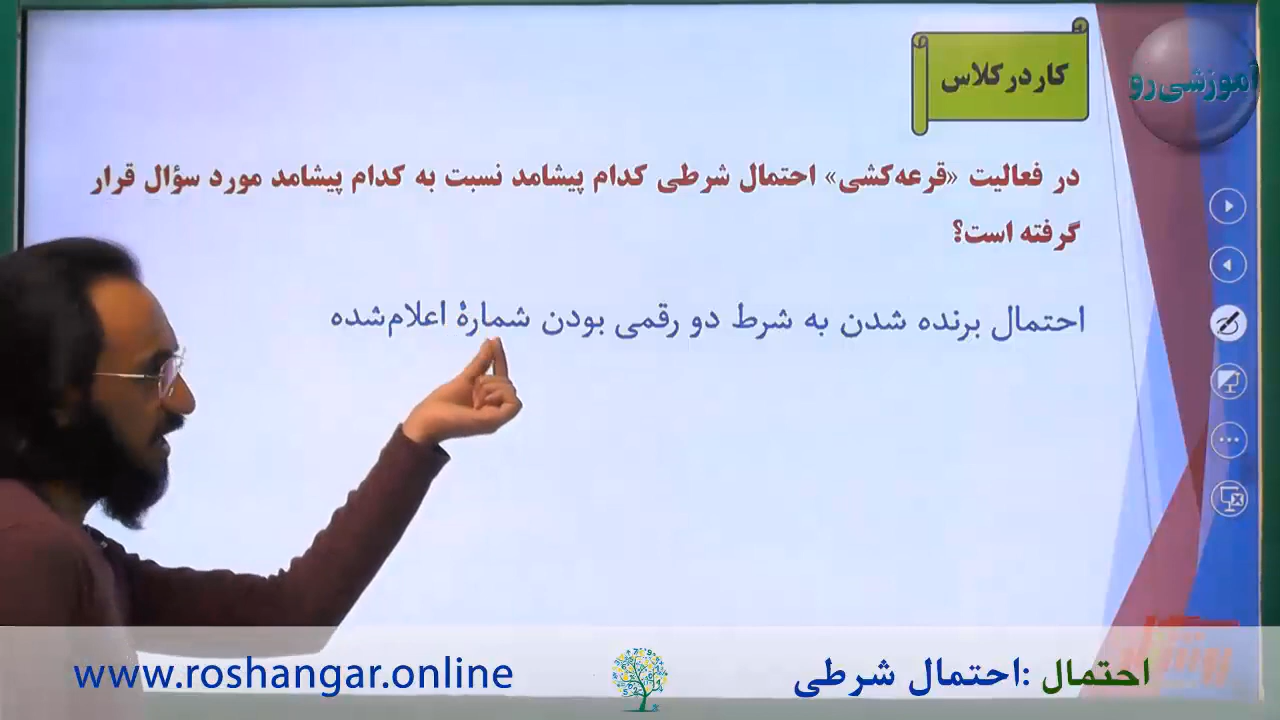 کار در کلاس
آموزشی رو
در فعالیت «قرعه‌کشی» احتمال شرطی کدام پیشامد نسبت به کدام پیشامد مورد سؤال قرار
گرفته است؟
احتمال برنده شدن به شرط دو رقمی بودن شمارهٔ اعلام‌شده
احتمال :احتمال شرطی
www.roshangar.online